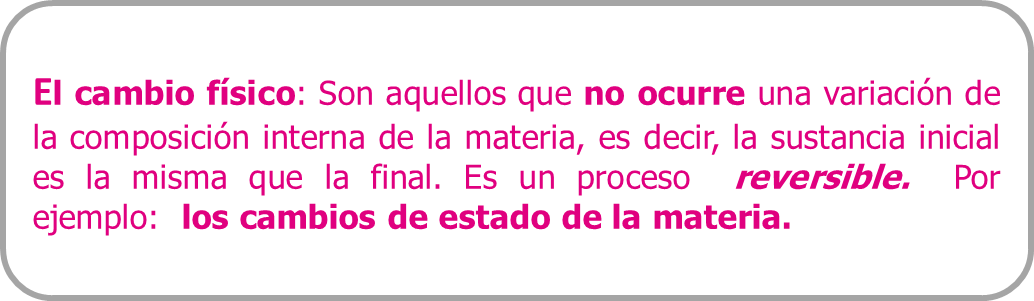 El cambio físico: Son aquellos que no ocurre una variación de
la composición interna de la materia, es decir, la sustancia inicial
es la misma que la final. Es un proceso reversible. Por
ejemplo: los cambios de estado de la materia.